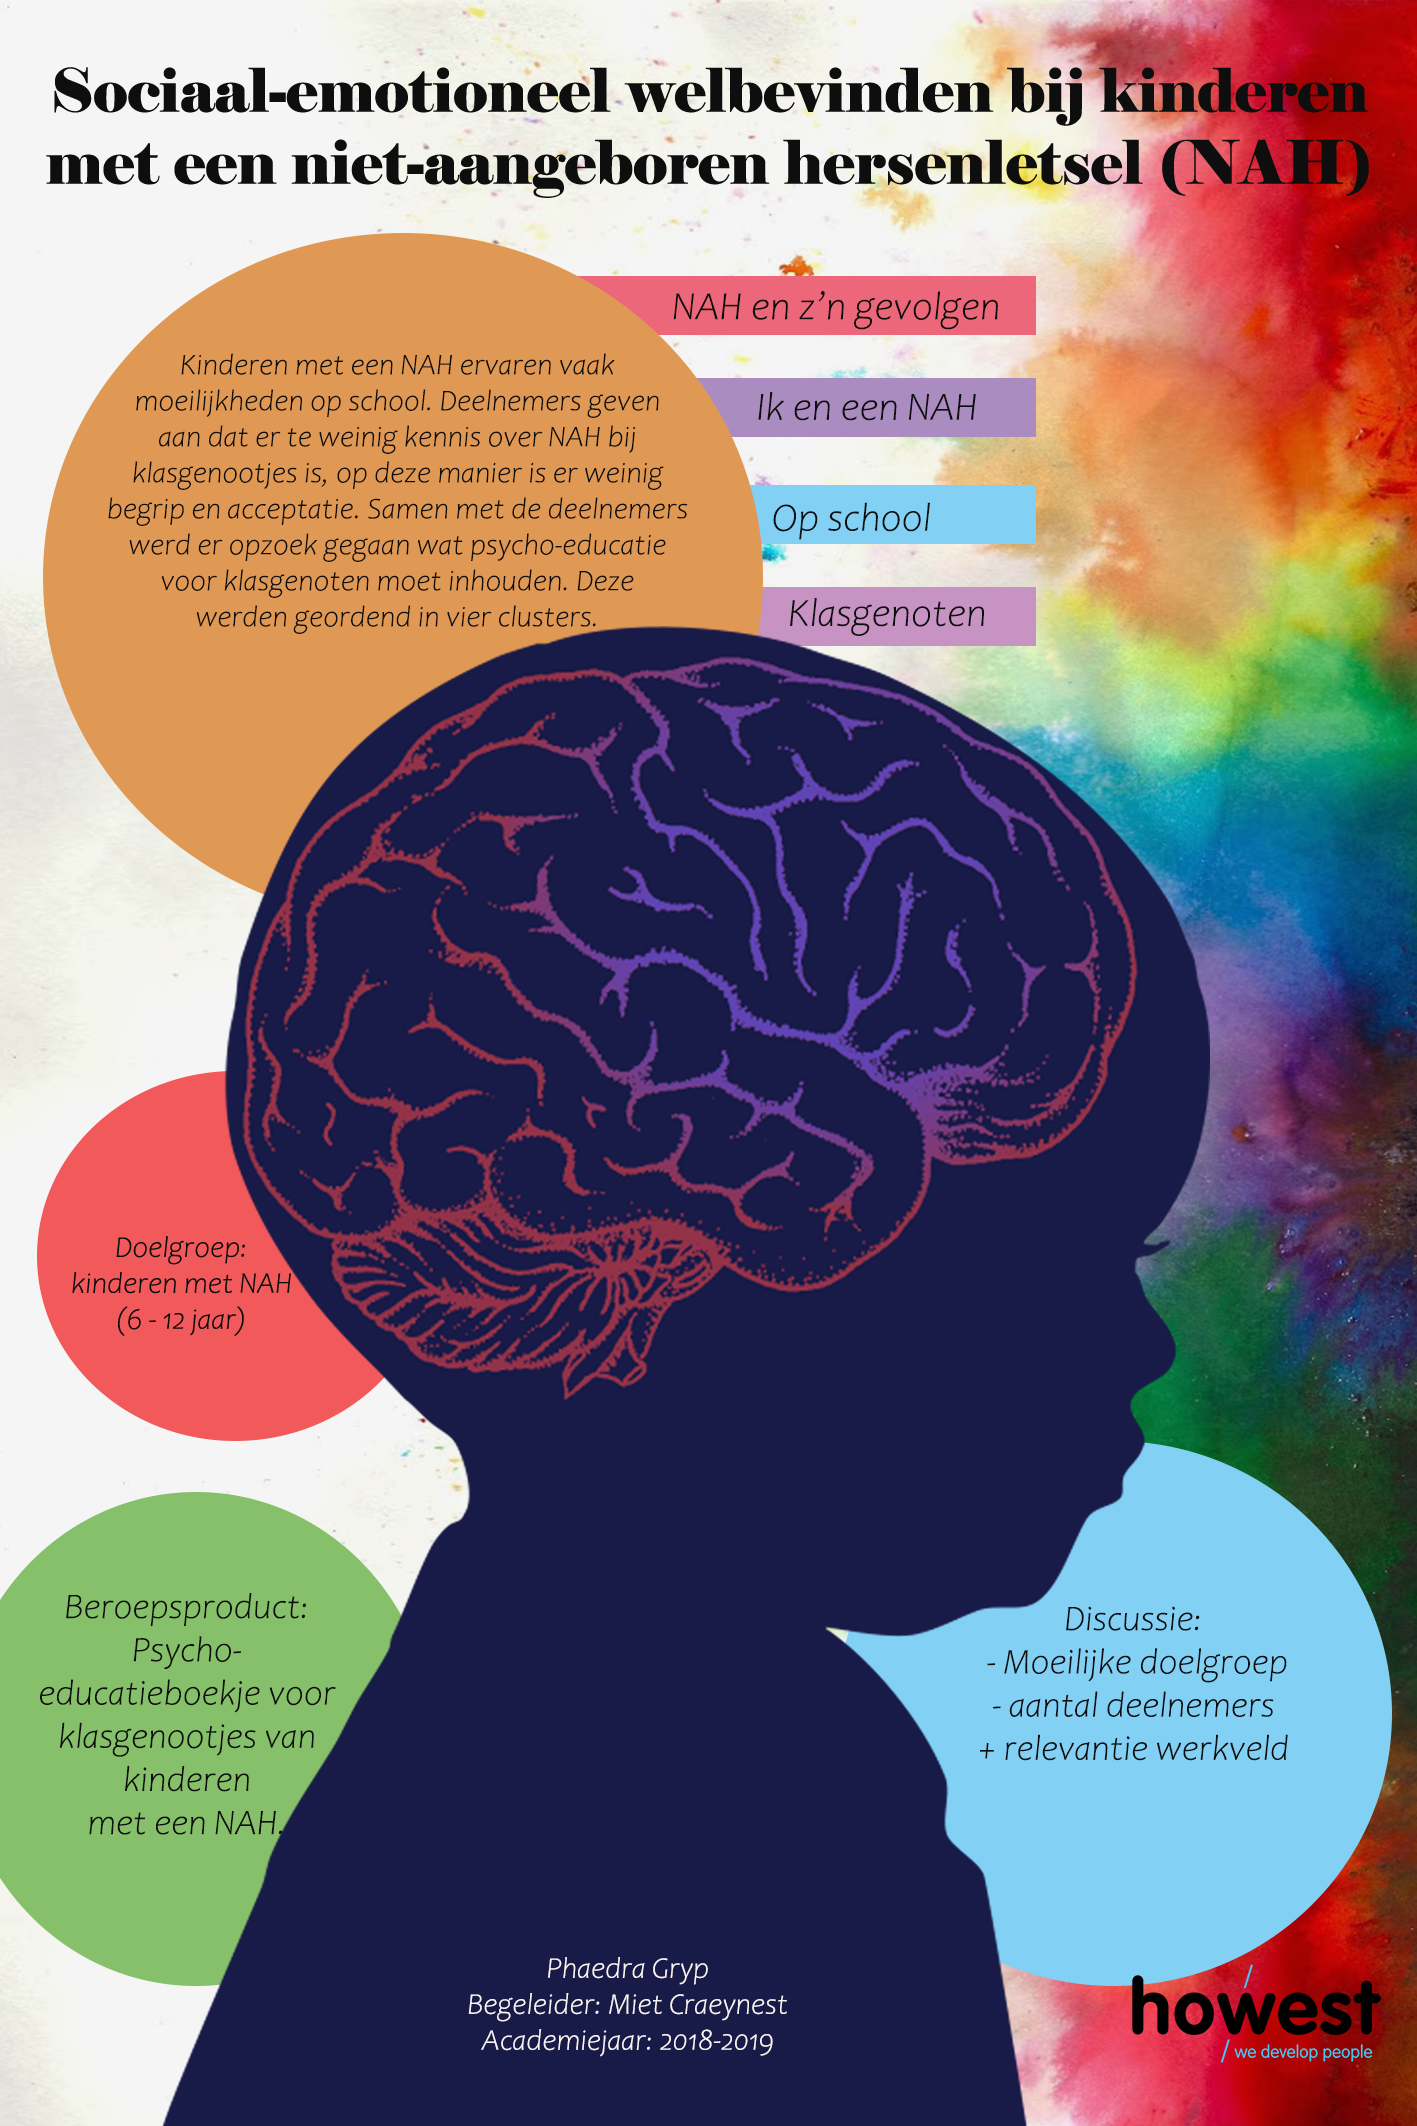 Sociaal-emotioneel welbevinden bij kinderen
met een niet-aangeboren hersenletsel (NAH)
Kinderen met een NAH ervaren vaak
moeilijkheden op school. Deelnemers geven
aan dat er te weinig kennis over NAH bij
klasgenootjes is, op deze manier is er weinig
begrip en acceptatie. Samen met de deelnemers
werd er opzoek gegaan wat psycho-educatie
voor klasgenoten moet inhouden. Deze
werden geordend in vier clusters.
NAH en z’n gevolgen
Ik en een NAH
Op school
Klasgenoten
Doelgroep:
kinderen met NAH
(6 - 12 jaar)
Beroepsproduct:
Psycho-
educatieboekje voor
klasgenootjes van
kinderen
met een NAH.
Discussie:
- Moeilijke doelgroep
- aantal deelnemers
+ relevantie werkveld
Phaedra Gryp
Begeleider: Miet Craeynest
Academiejaar: 2018-2019
howest
/ we develop people